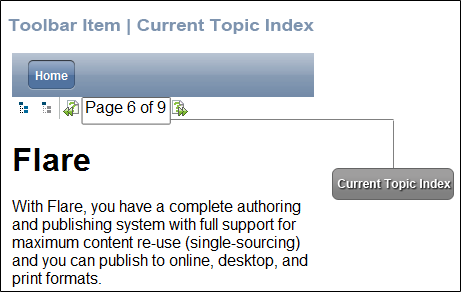 Toolbar Item | Current Topic Index
Home
Page 6 of 9
Current Topic Index
Flare
With Flare, you have a complete authoring
and publishing system with full support for
maximum content re-use (single-sourcing)
and you can publish to online, desktop, and
print formats.